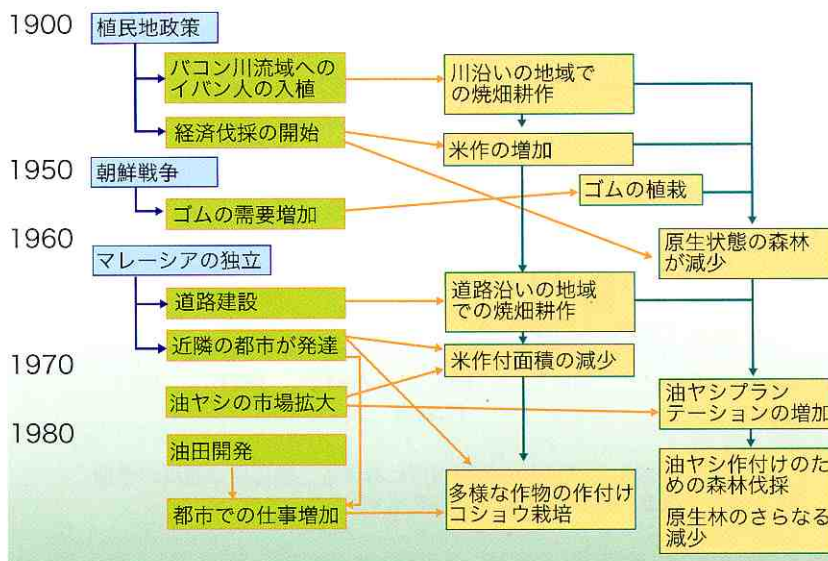 1900
植民地政策
バコン川流域への
イバン人の入植
川沿いの地域で
の焼畑耕作
経済伐採の開始
米作の増加
1950
朝鮮戦争
ゴムの植栽
ゴムの需要増加
1960
原生状態の森林
が減少
マレーシアの独立
道路建設
道路沿いの地域
での焼畑耕作
近隣の都市が発達
米作付面積の減少
1970
油ヤシの市場拡大
油ヤシプラン
テーションの増加
1980
油田開発
油ヤシ作付けのた
めの森林伐採
多様な作物の作付け
コショウ栽培
都市での仕事増加
原生林のさらなる
減少